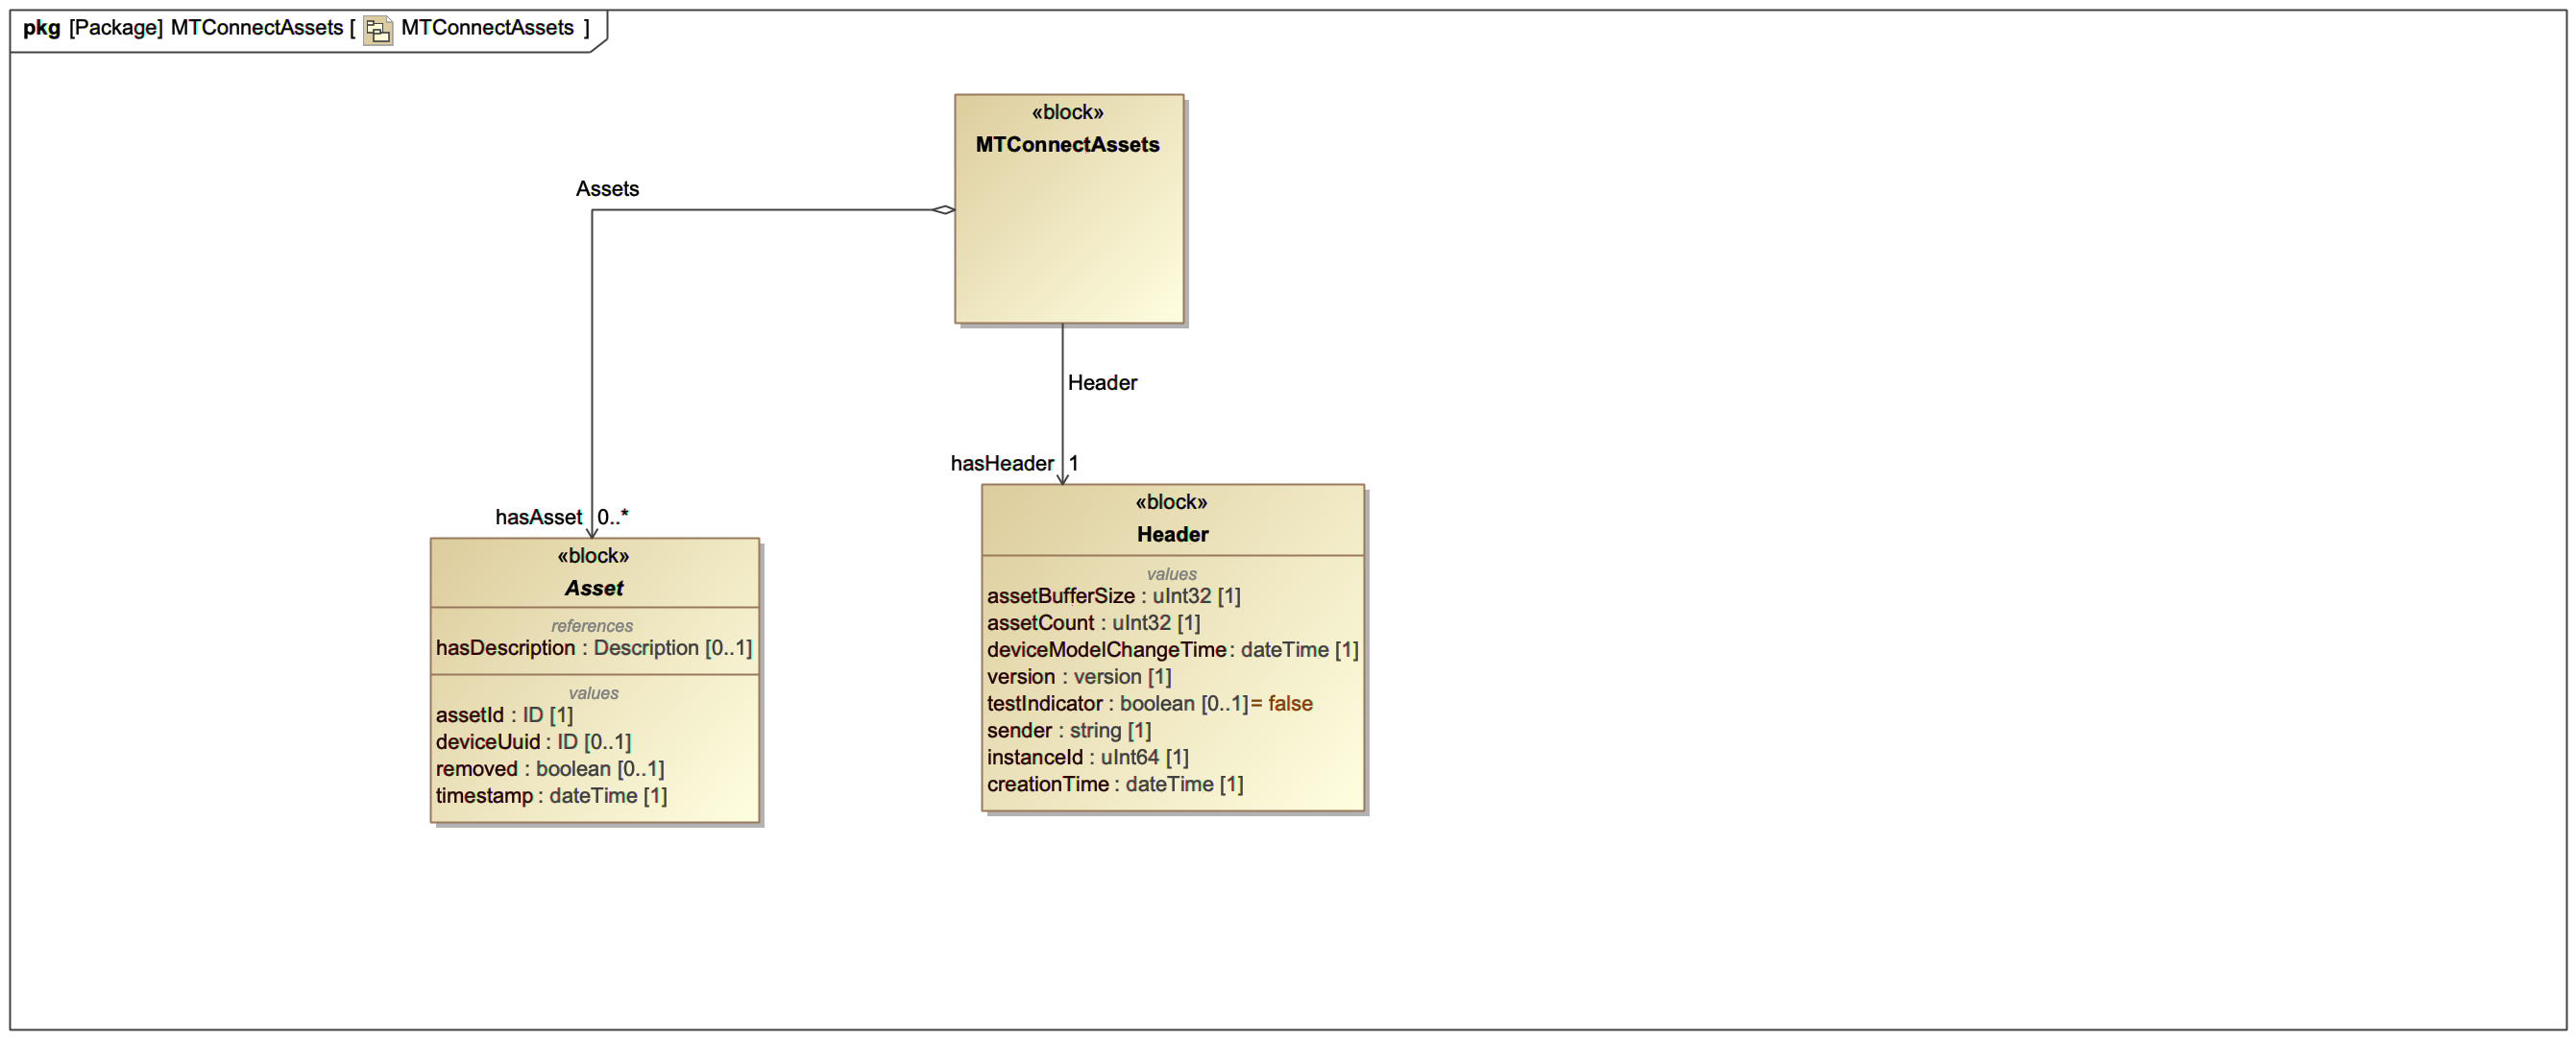 pkg [Package] MTConnectAssets [ MTConnectAssets ]
«block»
MTConnectAssets
Assets
Header
hasHeader 1
hasAsset 0..*
«block»
Asset
references
hasDescription : Description [0..1]
values
assetId : ID [1]
deviceUuid : ID [0..1]
removed : boolean [0..1]
timestamp : dateTime [1]
«block»
Header
values
assetBufferSize : uInt32 [1]
assetCount : uInt32 [1]
deviceModelChangeTime : dateTime [1]
version : version [1]
testIndicator : boolean [0..1] = false
sender : string [1]
instanceId : uInt64 [1]
creationTime : dateTime [1]